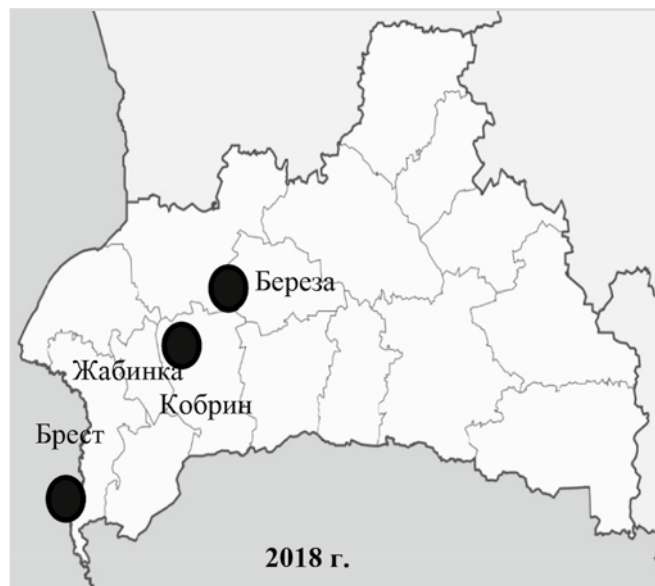 Береза
Жабинка
Кобрин
Брест
2018 г.